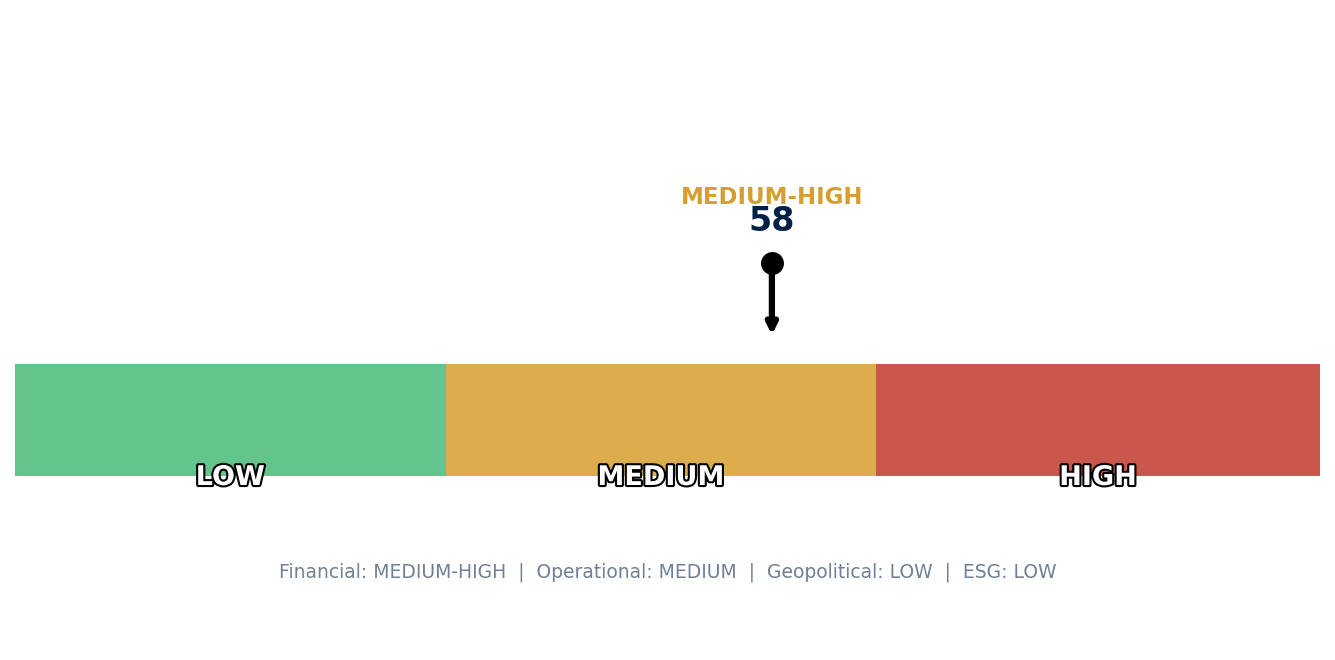 MEDIUM-HIGH
58
LOW
MEDIUM
HIGH
Financial: MEDIUM-HIGH | Operational: MEDIUM | Geopolitical: LOW | ESG: LOW